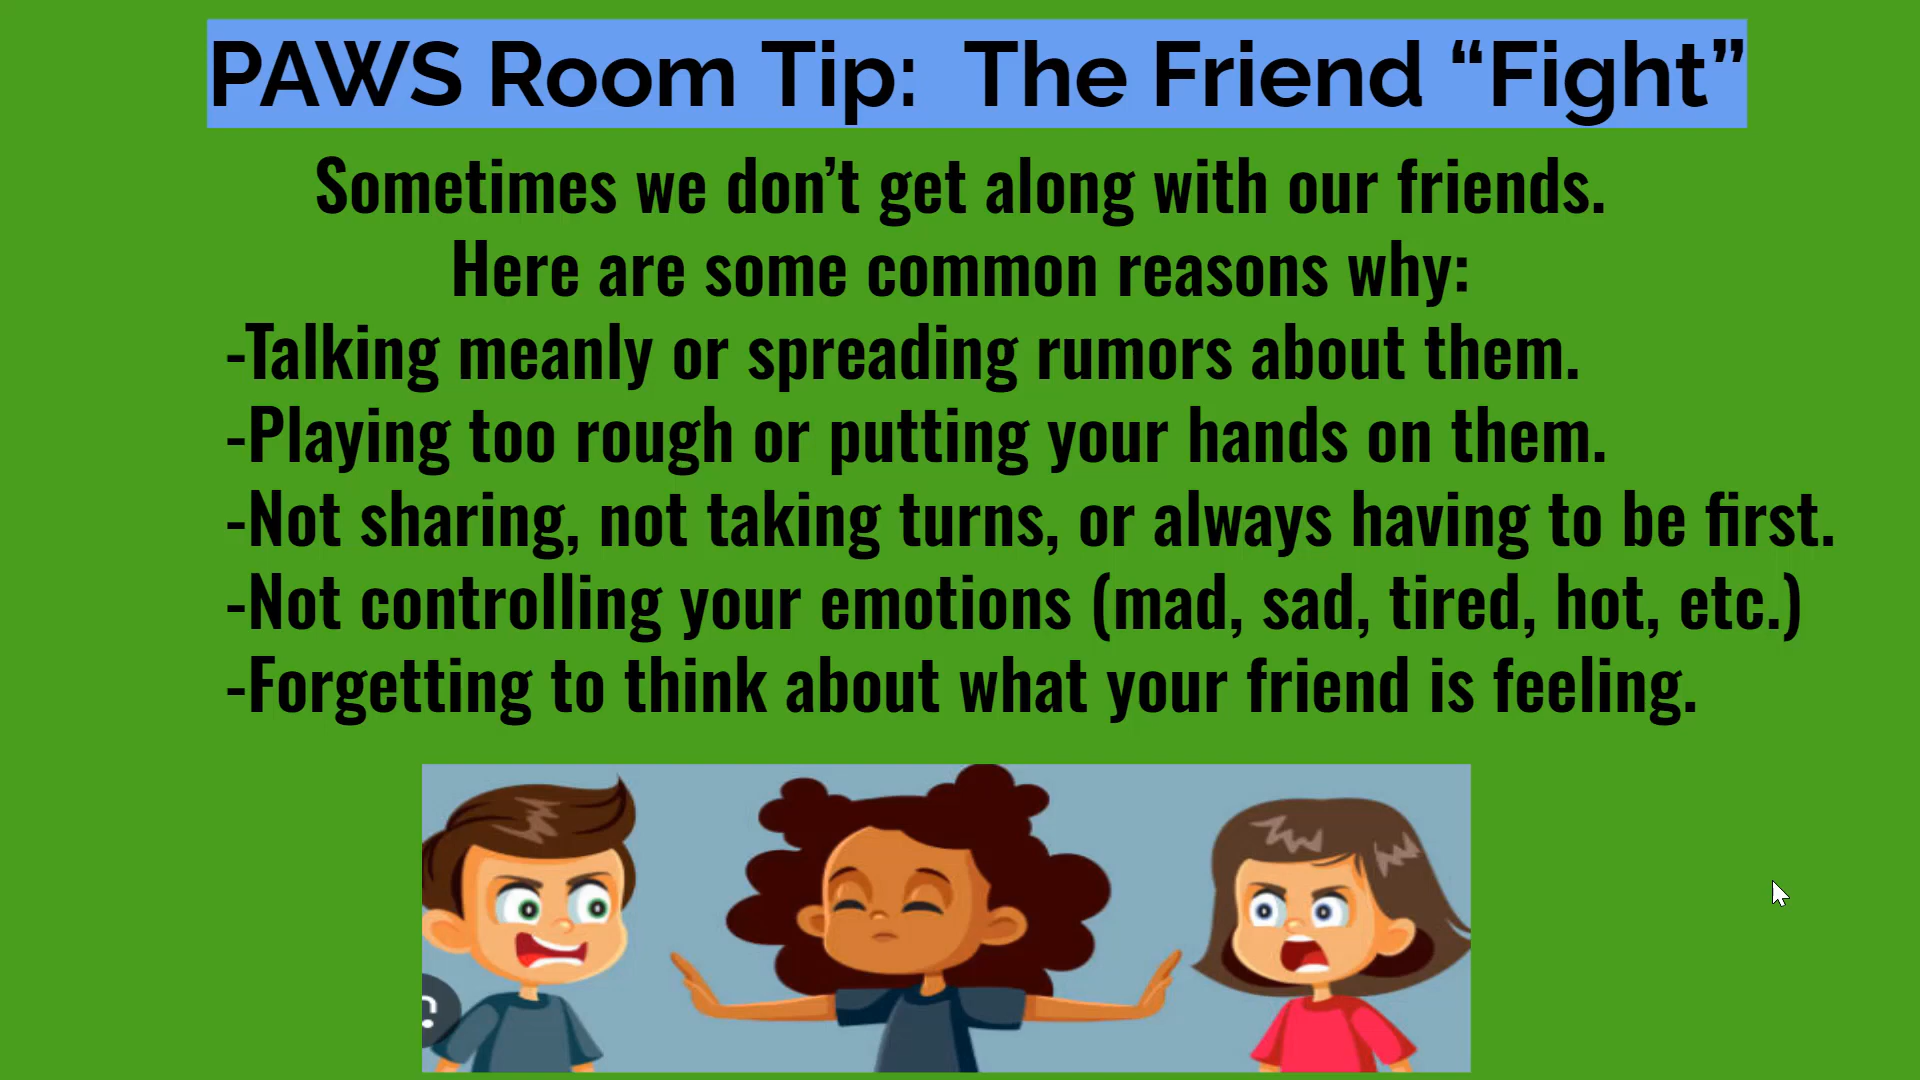 PAWS Room Tip:  The Friend “Fight”
Sometimes we don’t get along with our friends.
Here are some common reasons why:
-Talking meanly or spreading rumors about them.
-Playing too rough or putting your hands on them.
-Not sharing, not taking turns, or always having to be first.
-Not controlling your emotions (mad, sad, tired, hot, etc.)
-Forgetting to think about what your friend is feeling.